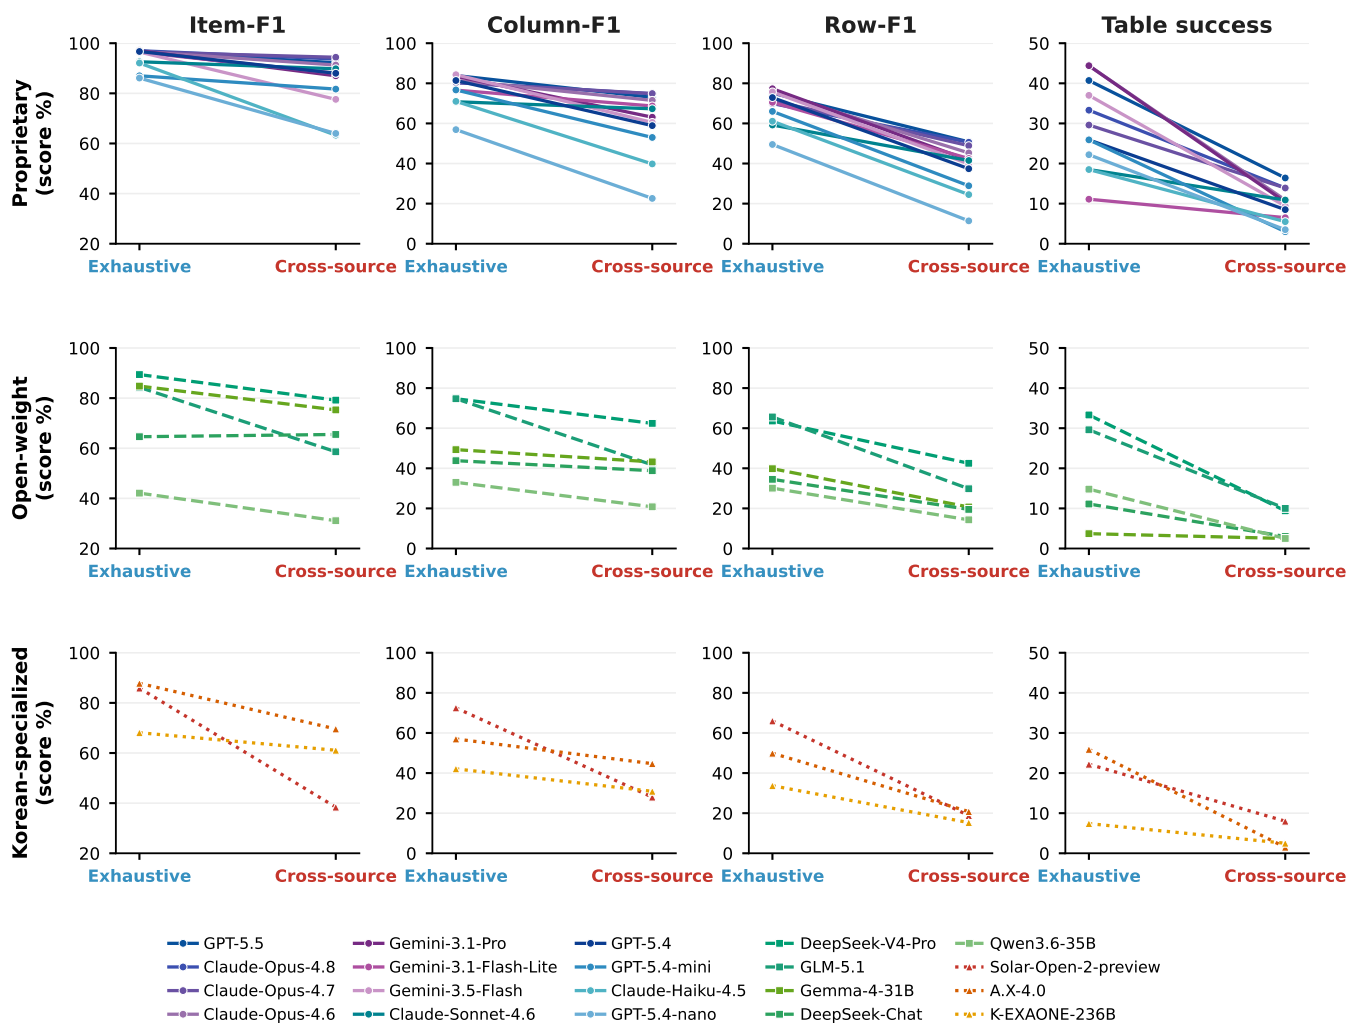 Item-F1 Column-F1 Row-F1 Table success
Proprietary
(score %)
100 80 60 40 20
100 80 60 40 20 0
100 80 60 40 20 0
50 40 30 20 10 0
Exhaustive Cross-source Exhaustive Cross-source Exhaustive Cross-source Exhaustive Cross-source
Open-weight
(score %)
100 80 60 40 20
100 80 60 40 20 0
100 80 60 40 20 0
50 40 30 20 10 0
Exhaustive Cross-source Exhaustive Cross-source Exhaustive Cross-source Exhaustive Cross-source
Korean-specialized
(score %)
100 80 60 40 20
100 80 60 40 20 0
100 80 60 40 20 0
50 40 30 20 10 0
Exhaustive Cross-source Exhaustive Cross-source Exhaustive Cross-source Exhaustive Cross-source
GPT-5.5 Gemini-3.1-Pro GPT-5.4 DeepSeek-V4-Pro Qwen3.6-35B
Claude-Opus-4.8 Gemini-3.1-Flash-Lite GPT-5.4-mini GLM-5.1 Solar-Open-2-preview
Claude-Opus-4.7 Gemini-3.5-Flash Claude-Haiku-4.5 Gemma-4-31B A.X-4.0
Claude-Opus-4.6 Claude-Sonnet-4.6 GPT-5.4-nano DeepSeek-Chat K-EXAONE-236B